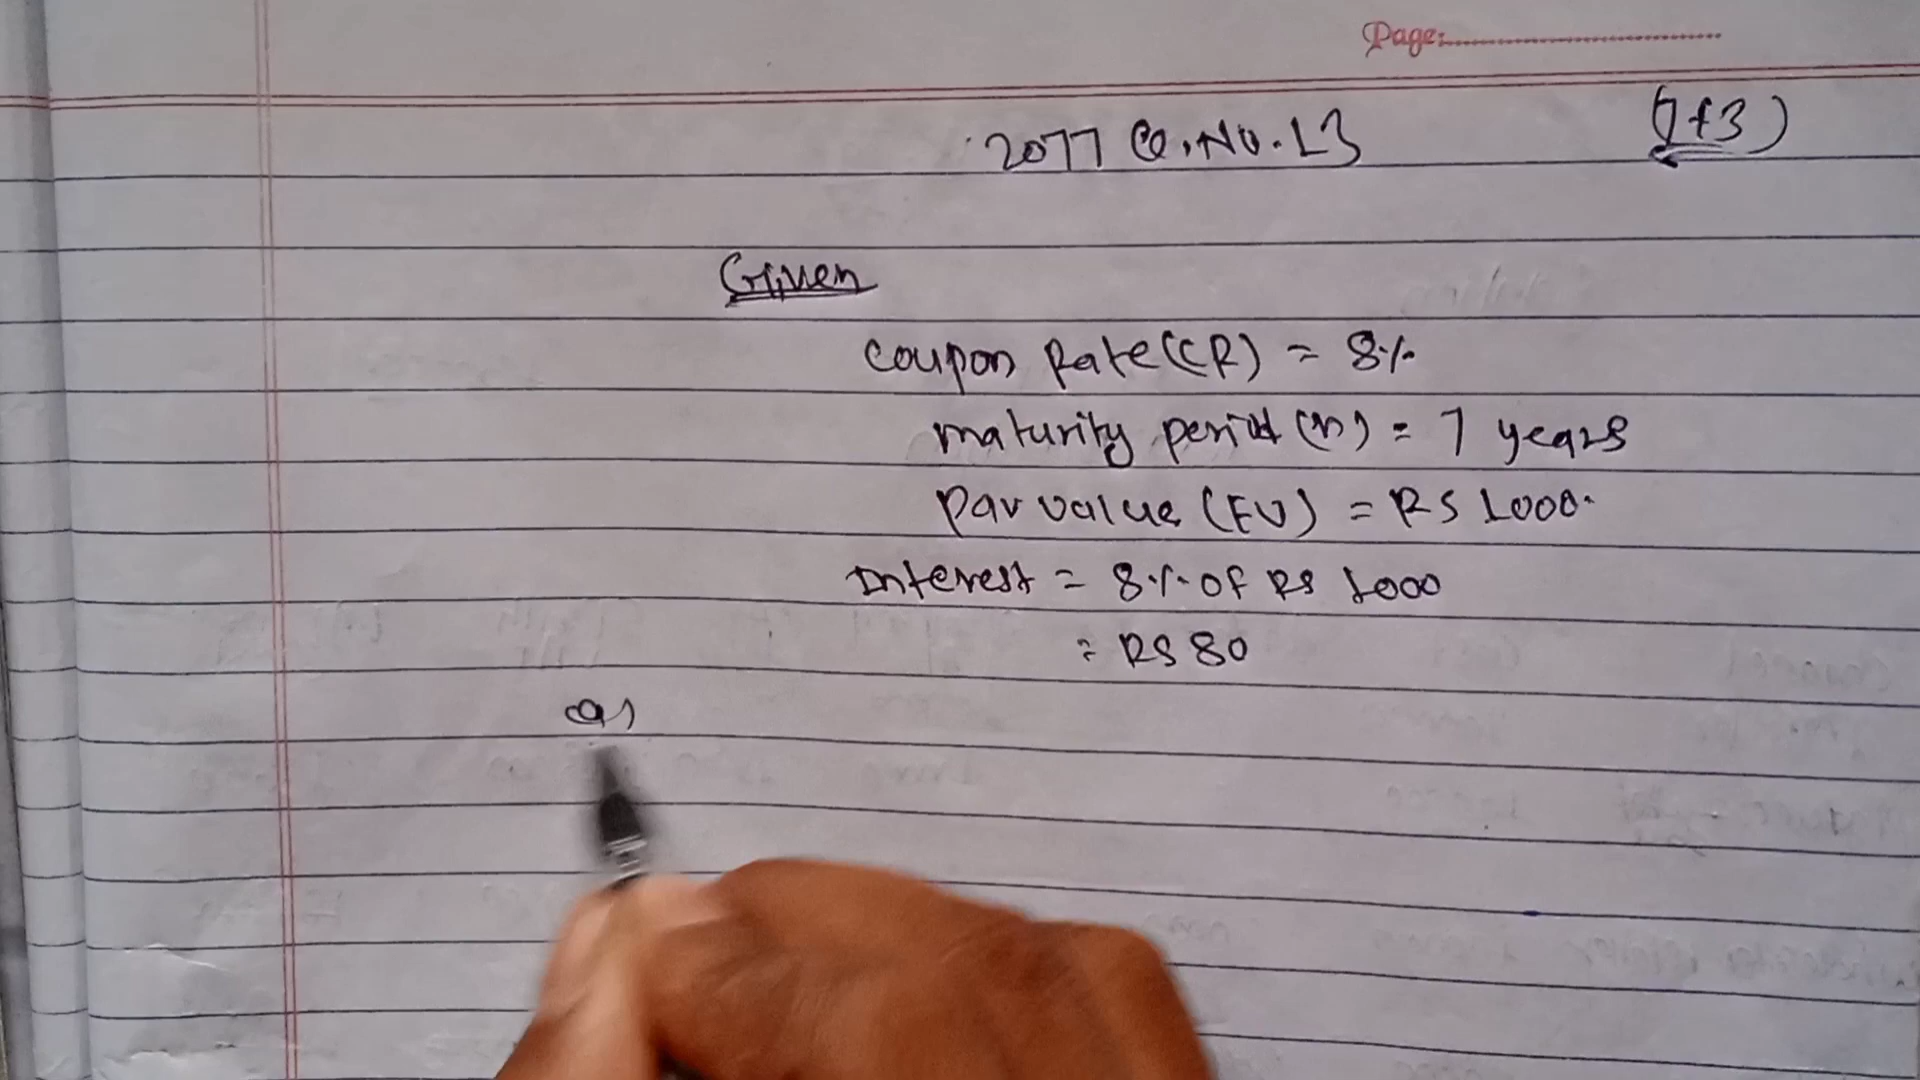 Page:
2077 Q.No.13 (7+3)
Given
Coupon Rate(CR) = 8%
maturity period (n) = 7 years
Par value (FV) = RS 1000.
Interest = 8% OF RS 1000
= RS 80
a)